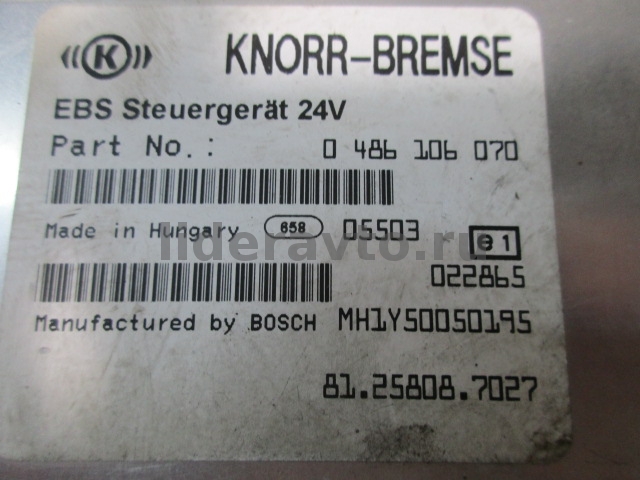 ((K)) KNORR-BREMSE
EBS Steuergerät 24V
Part No.: 0 486 106 070
Made in Hungary 658 05503 e1
lideravto.ru
022865
Manufactured by BOSCH MH1Y50050195
81.25808.7027